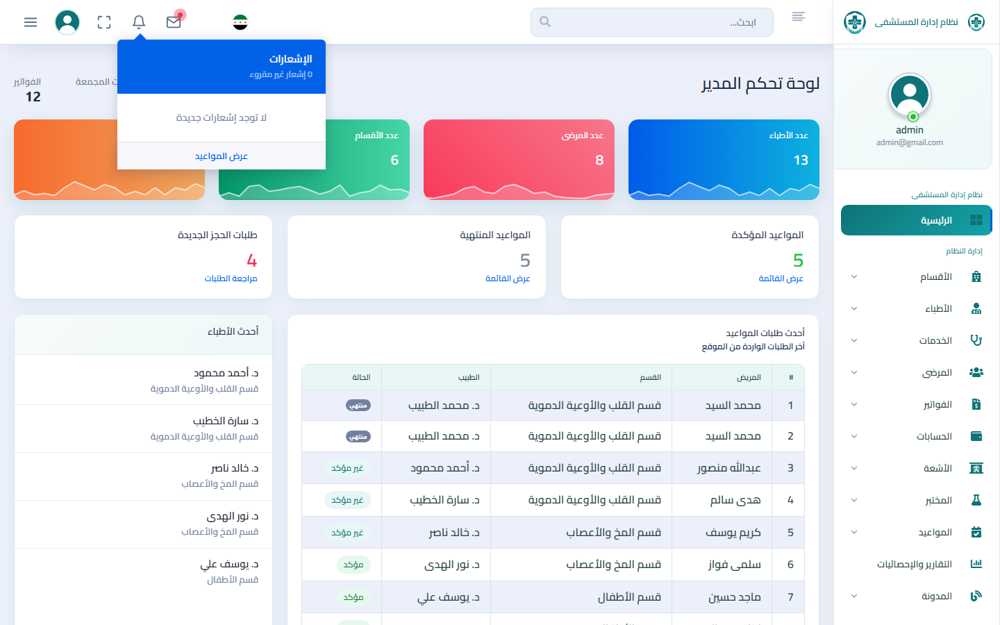 نظام إدارة المستشفى
ابحث...
admin
admin@gmail.com
نظام إدارة المستشفى
الرئيسية
إدارة النظام
الأقسام
الأطباء
الخدمات
المرضى
الفواتير
الحسابات
الأشعة
المختبر
المواعيد
التقارير والإحصائيات
المدونة
لوحة تحكم المدير
ت المجمعة
الفواتير
12
الإشعارات
0 إشعار غير مقروء
لا توجد إشعارات جديدة
عرض المواعيد
عدد الأطباء
13
عدد المرضى
8
عدد الأقسام
6
المواعيد المؤكدة
5
عرض القائمة
المواعيد المنتهية
5
عرض القائمة
طلبات الحجز الجديدة
4
مراجعة الطلبات
أحدث طلبات المواعيد
آخر الطلبات الواردة من الموقع
# المريض القسم الطبيب الحالة
1 محمد السيد قسم القلب والأوعية الدموية د. محمد الطبيب منتهي
2 محمد السيد قسم القلب والأوعية الدموية د. محمد الطبيب منتهي
3 عبدالله منصور قسم القلب والأوعية الدموية د. أحمد محمود غير مؤكد
4 هدى سالم قسم القلب والأوعية الدموية د. سارة الخطيب غير مؤكد
5 كريم يوسف قسم المخ والأعصاب د. خالد ناصر غير مؤكد
6 سلمى فواز قسم المخ والأعصاب د. نور الهدى مؤكد
7 ماجد حسين قسم الأطفال د. يوسف علي مؤكد
أحدث الأطباء
د. أحمد محمود
قسم القلب والأوعية الدموية
د. سارة الخطيب
قسم القلب والأوعية الدموية
د. خالد ناصر
قسم المخ والأعصاب
د. نور الهدى
قسم المخ والأعصاب
د. يوسف علي
قسم الأطفال